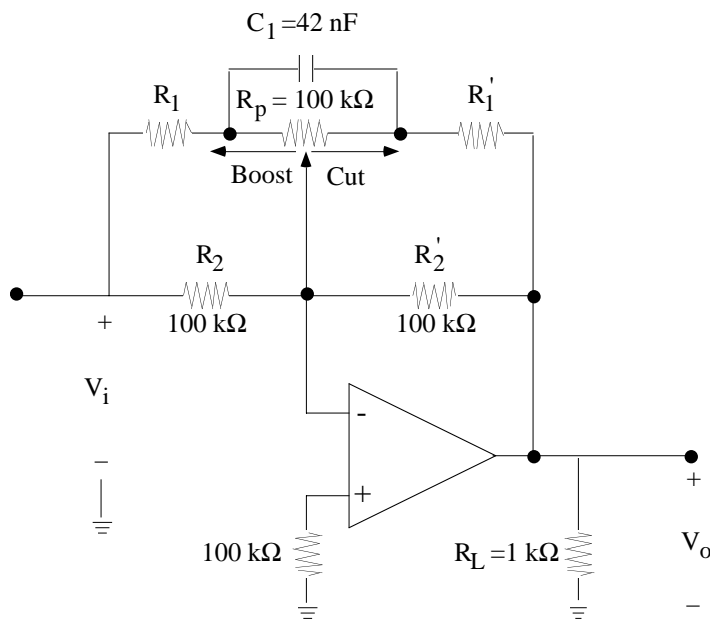 C₁=42 nF
R₁
Rₚ = 100 kΩ
R₁'
Boost
Cut
R₂
R₂'
100 kΩ
100 kΩ
+
Vᵢ
–
-
+
100 kΩ
R_L=1 kΩ
+
Vₒ
–